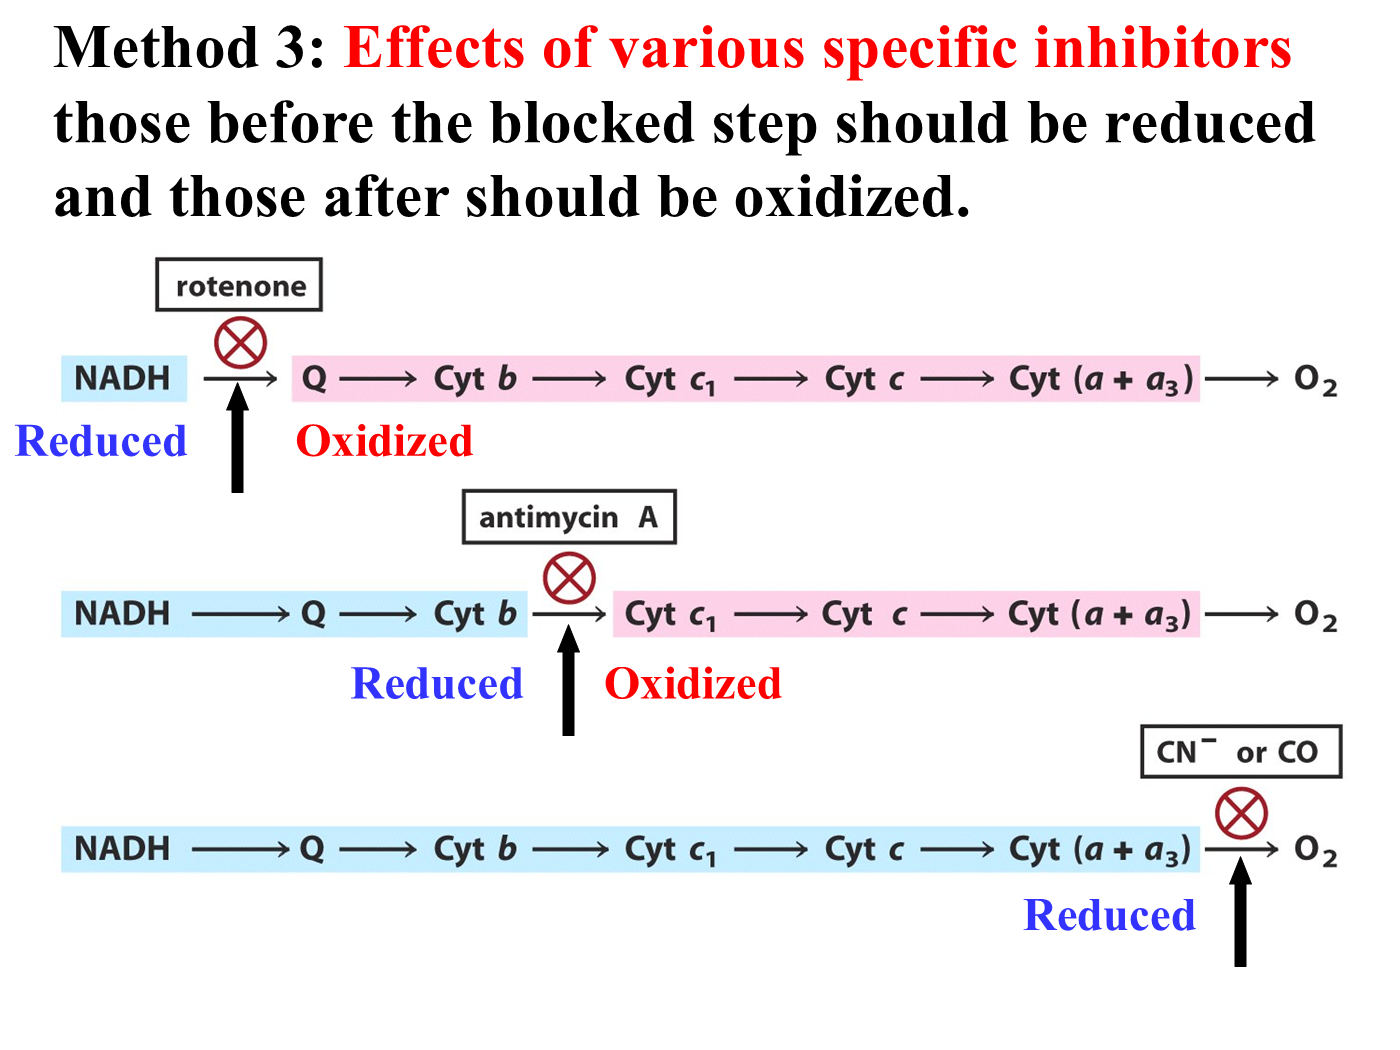 Method 3: Effects of various specific inhibitors
those before the blocked step should be reduced
and those after should be oxidized.
rotenone
NADH → Q → Cyt b → Cyt c₁ → Cyt c → Cyt (a + a₃) → O₂
Reduced Oxidized
antimycin A
NADH → Q → Cyt b → Cyt c₁ → Cyt c → Cyt (a + a₃) → O₂
Reduced Oxidized
CN⁻ or CO
NADH → Q → Cyt b → Cyt c₁ → Cyt c → Cyt (a + a₃) → O₂
Reduced